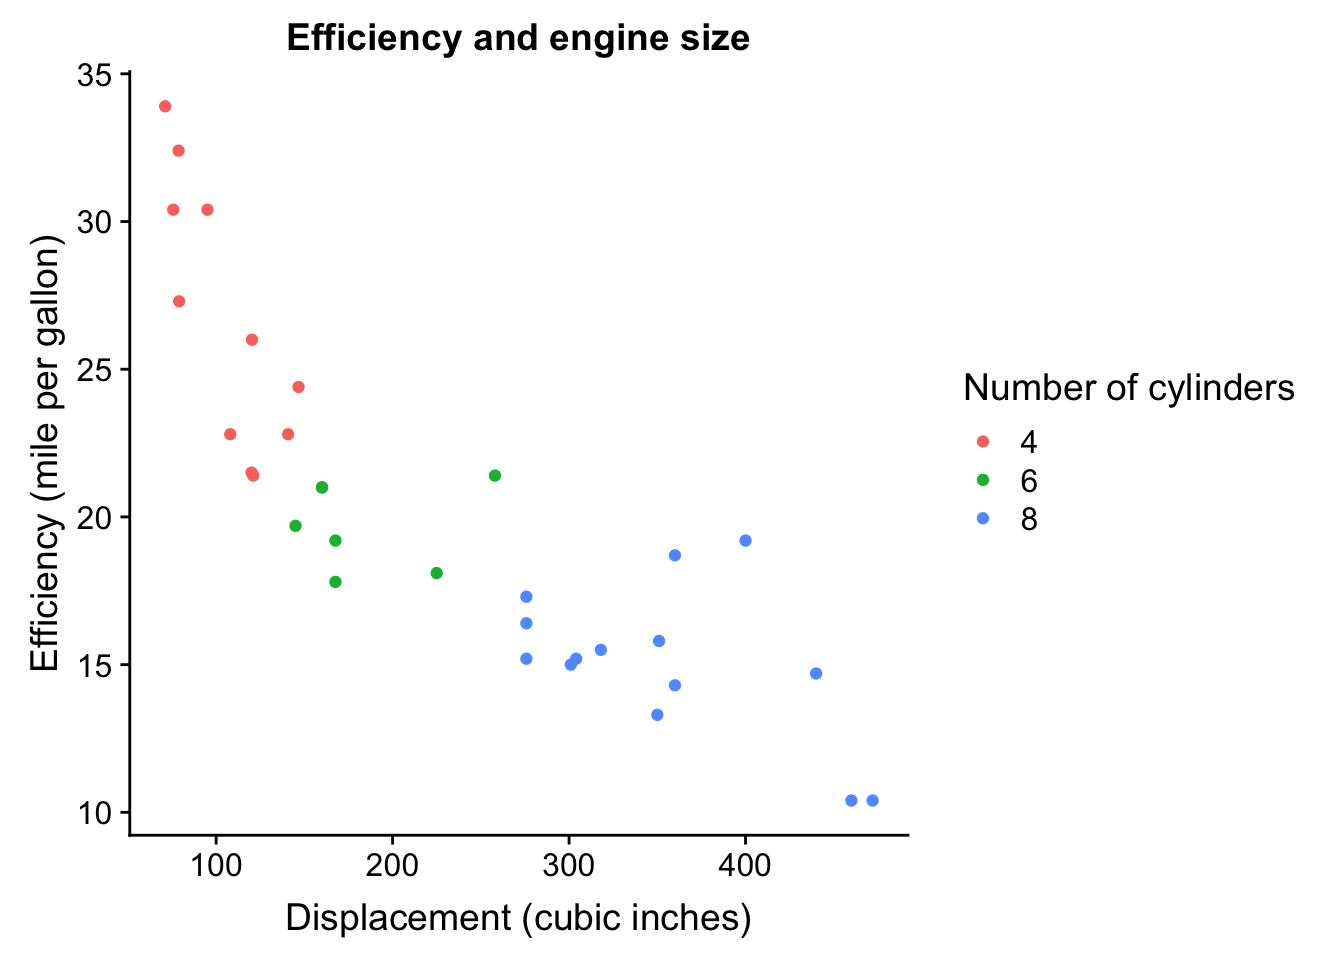 Efficiency and engine size
35
30
25
20
15
10
Efficiency (mile per gallon)
100 200 300 400
Displacement (cubic inches)
Number of cylinders
4
6
8